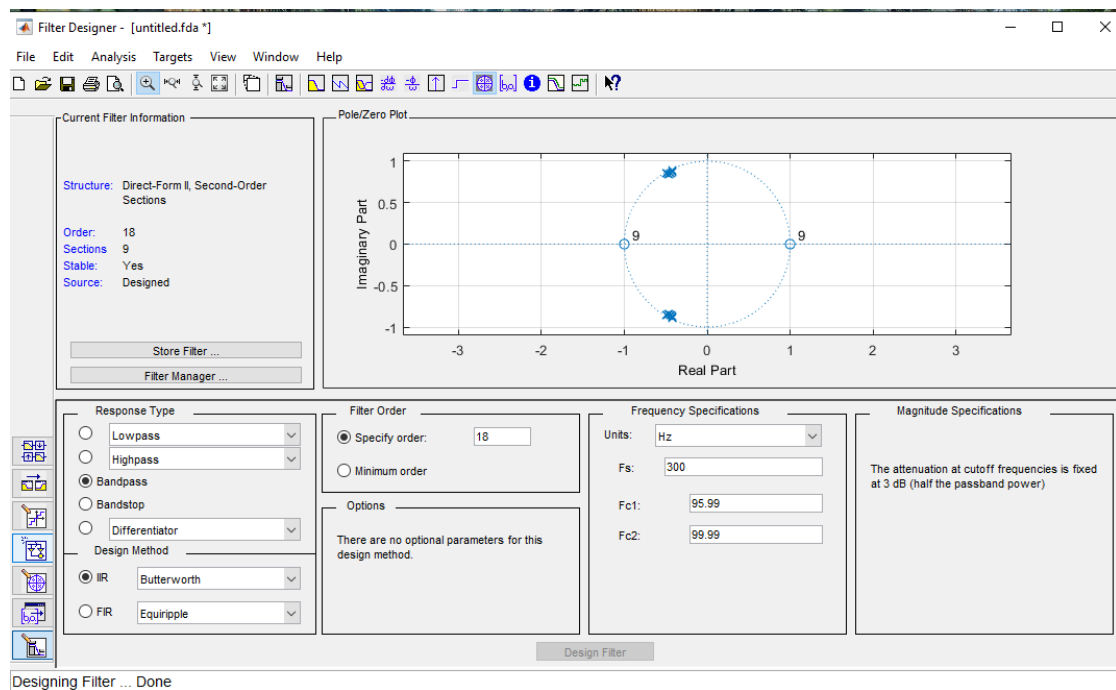 Filter Designer - [untitled.fda *]
File Edit Analysis Targets View Window Help
Current Filter Information
Structure: Direct-Form II, Second-Order
Sections
Order: 18
Sections 9
Stable: Yes
Source: Designed
Store Filter ...
Filter Manager ...
Pole/Zero Plot
1
0.5
0
-0.5
-1
Imaginary Part
9
9
-3 -2 -1 0 1 2 3
Real Part
Response Type
Lowpass
Highpass
Bandpass
Bandstop
Differentiator
Design Method
IIR Butterworth
FIR Equiripple
Filter Order
Specify order: 18
Minimum order
Options
There are no optional parameters for this
design method.
Frequency Specifications
Units: Hz
Fs: 300
Fc1: 95.99
Fc2: 99.99
Magnitude Specifications
The attenuation at cutoff frequencies is fixed
at 3 dB (half the passband power)
Design Filter
Designing Filter ... Done